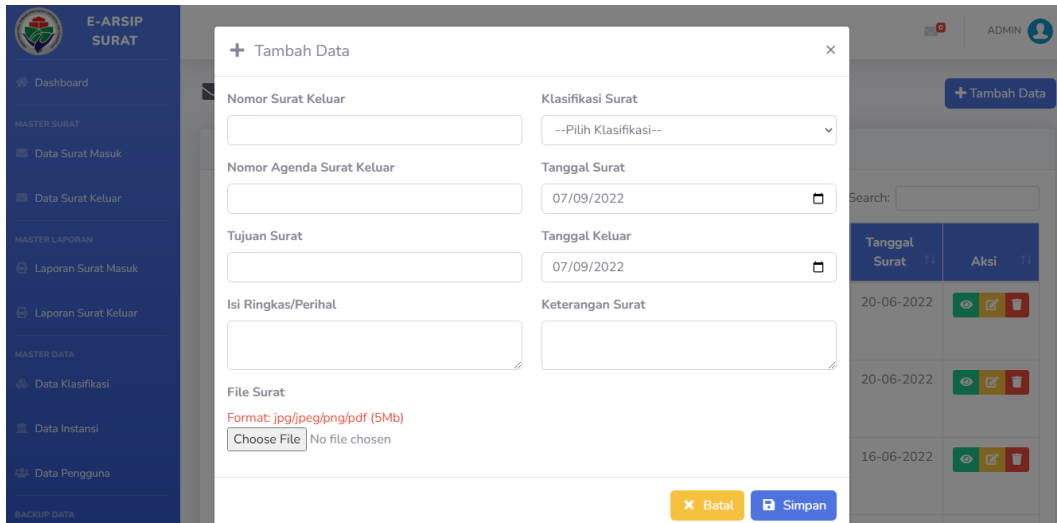 E-ARSIP
SURAT
Dashboard
MASTER SURAT
Data Surat Masuk
Data Surat Keluar
MASTER LAPORAN
Laporan Surat Masuk
Laporan Surat Keluar
MASTER DATA
Data Klasifikasi
Data Instansi
Data Pengguna
BACKUP DATA
0
ADMIN
Tambah Data
Search:
Tanggal
Surat
Aksi
20-06-2022
20-06-2022
16-06-2022
Tambah Data
×
Nomor Surat Keluar
Klasifikasi Surat
--Pilih Klasifikasi--
Nomor Agenda Surat Keluar
Tanggal Surat
07/09/2022
Tujuan Surat
Tanggal Keluar
07/09/2022
Isi Ringkas/Perihal
Keterangan Surat
File Surat
Format: jpg/jpeg/png/pdf (5Mb)
Choose File No file chosen
Batal
Simpan